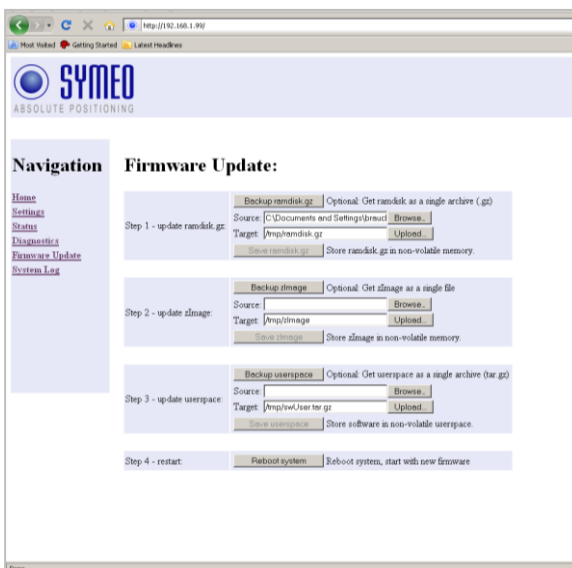 http://192.168.1.99/
Most Visited Getting Started Latest Headlines
SYMEO
ABSOLUTE POSITIONING
Navigation
Home
Settings
Status
Diagnostics
Firmware Update
System Log
Firmware Update:
Step 1 - update ramdisk.gz:
Backup ramdisk.gz Optional: Get ramdisk as a single archive (.gz)
Source: C:\Documents and Settings\braucl Browse..
Target: /tmp/ramdisk.gz Upload..
Save ramdisk.gz Store ramdisk.gz in non-volatile memory.
Step 2 - update zImage:
Backup zImage Optional: Get zImage as a single file
Source: Browse..
Target: /tmp/zImage Upload..
Save zImage Store zImage in non-volatile memory.
Step 3 - update userspace:
Backup userspace Optional: Get userspace as a single archive (tar.gz)
Source: Browse..
Target: /tmp/swUser.tar.gz Upload..
Save userspace Store software in non-volatile userspace.
Step 4 - restart:
Reboot system Reboot system, start with new firmware